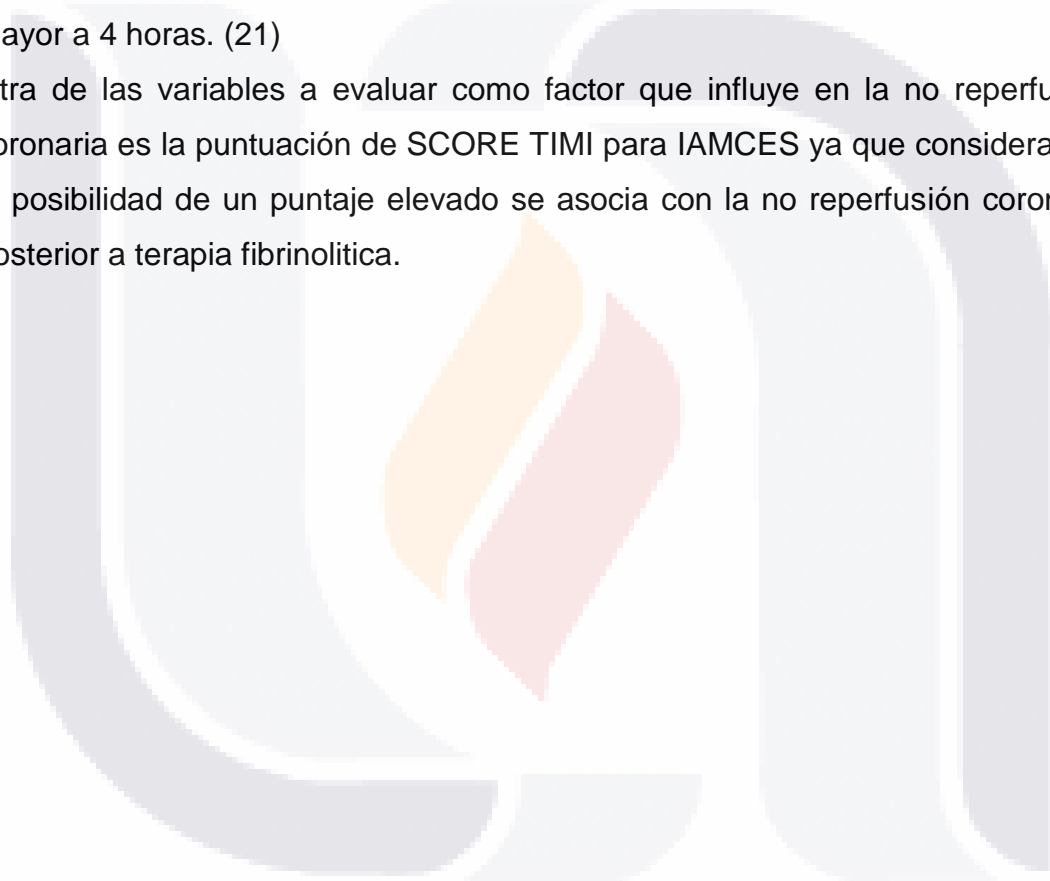 ayor a 4 horas. (21)
tra de las variables a evaluar como factor que influye en la no reperfu
oronaria es la puntuación de SCORE TIMI para IAMCES ya que considera
posibilidad de un puntaje elevado se asocia con la no reperfusión coron
osterior a terapia fibrinolitica.